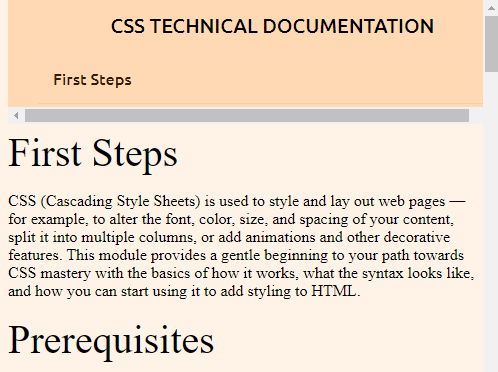 CSS TECHNICAL DOCUMENTATION
First Steps
First Steps
CSS (Cascading Style Sheets) is used to style and lay out web pages —
for example, to alter the font, color, size, and spacing of your content,
split it into multiple columns, or add animations and other decorative
features. This module provides a gentle beginning to your path towards
CSS mastery with the basics of how it works, what the syntax looks like,
and how you can start using it to add styling to HTML.
Prerequisites